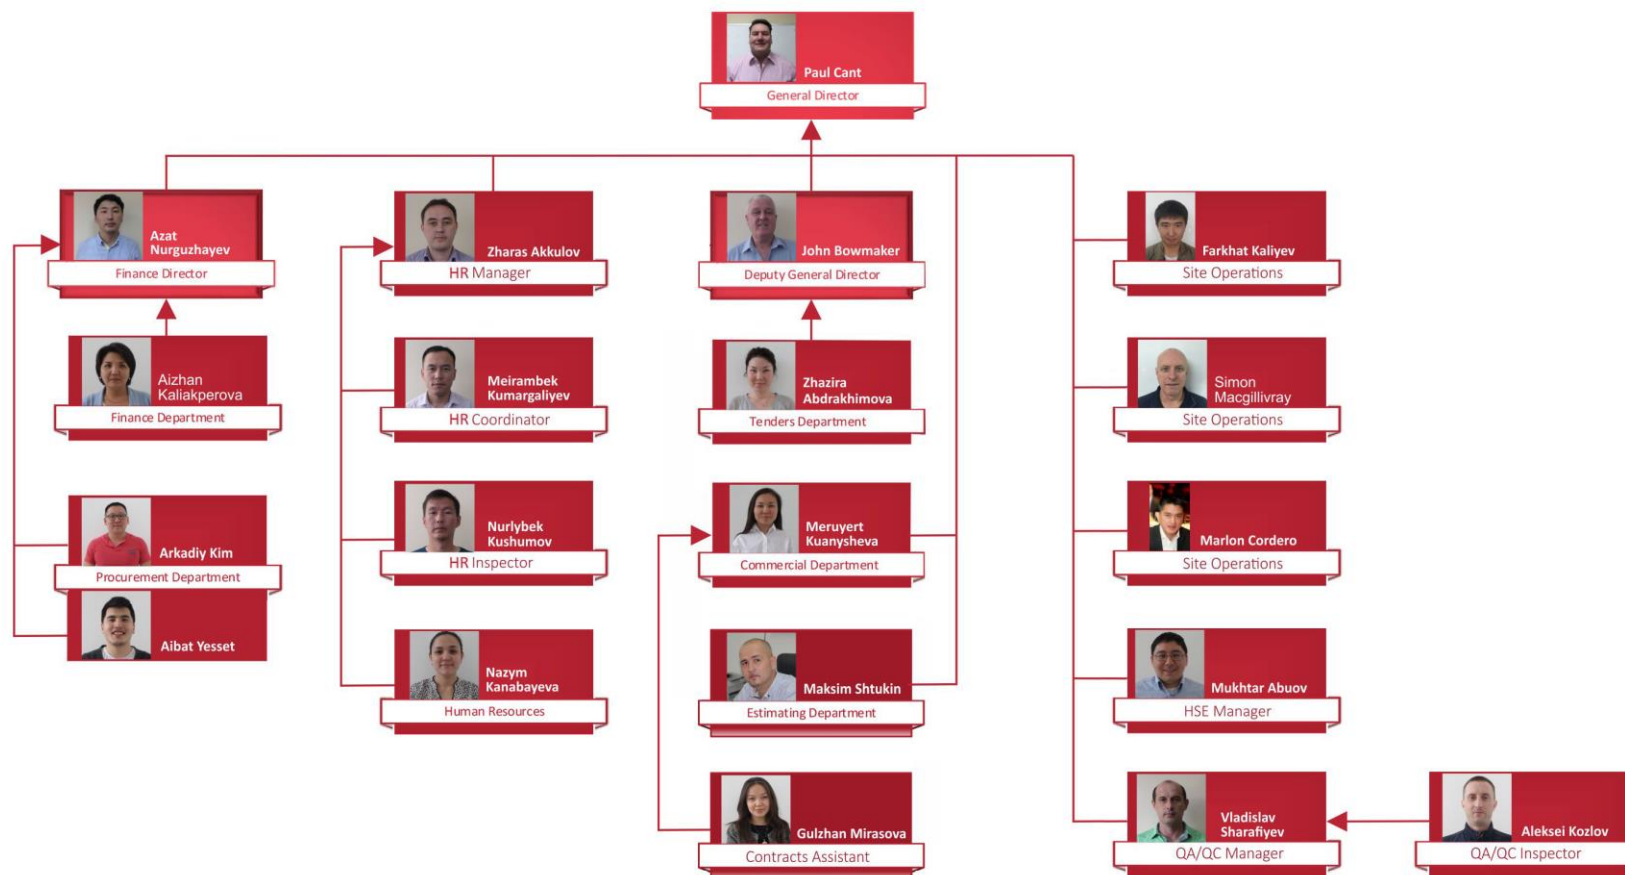 Paul Cant
General Director
Azat
Nurguzhayev
Finance Director
Zharas Akkulov
HR Manager
John Bowmaker
Deputy General Director
Farkhat Kaliyev
Site Operations
Aizhan
Kaliakperova
Finance Department
Meirambek
Kumargaliyev
HR Coordinator
Zhazira
Abdrakhimova
Tenders Department
Simon
Macgillivray
Site Operations
Arkadiy Kim
Procurement Department
Aibat Yesset
Nurlybek
Kushumov
HR Inspector
Meruyert
Kuanysheva
Commercial Department
Marlon Cordero
Site Operations
Nazym
Kanabayeva
Human Resources
Maksim Shtukin
Estimating Department
Mukhtar Abuov
HSE Manager
Gulzhan Mirasova
Contracts Assistant
Vladislav
Sharafiyev
QA/QC Manager
Aleksei Kozlov
QA/QC Inspector